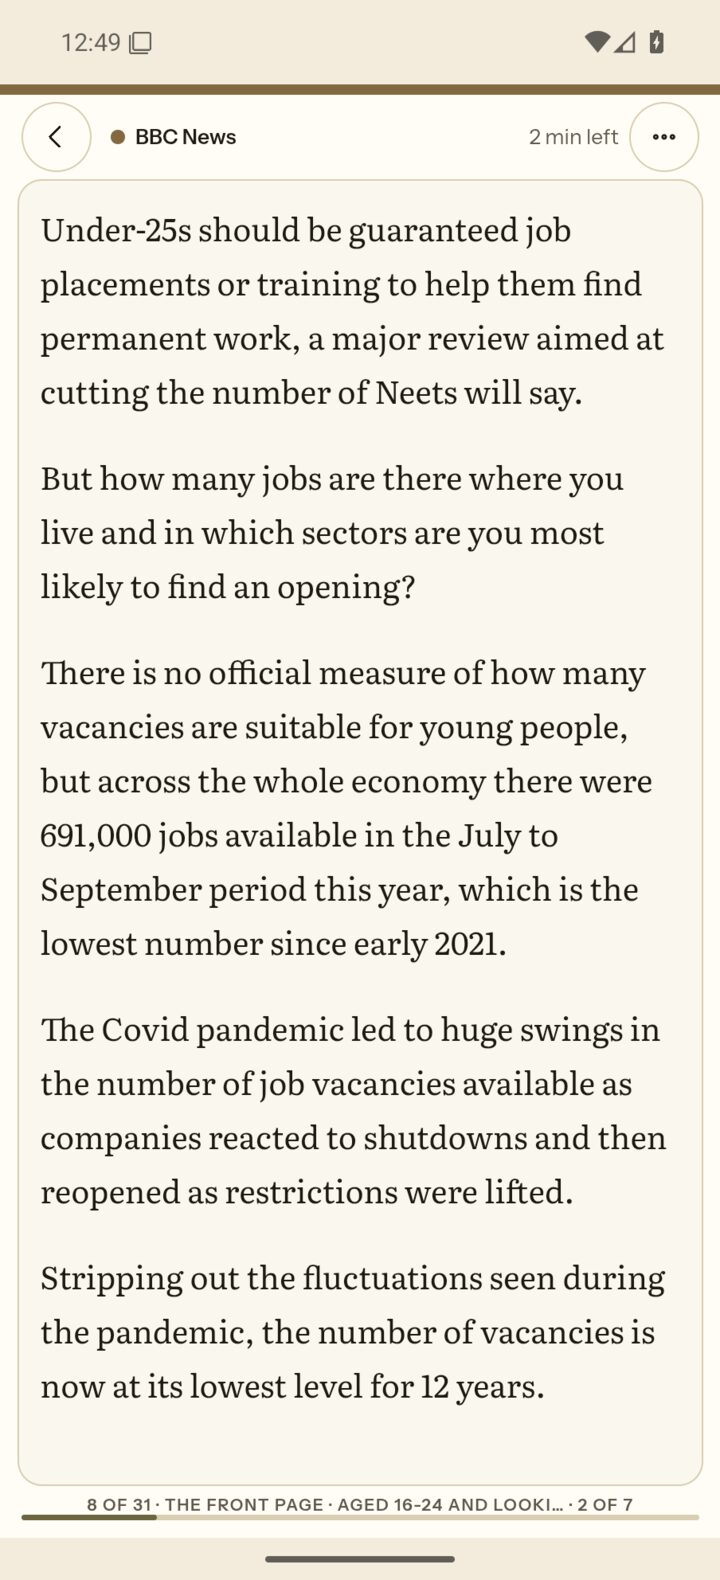 12:49
BBC News
2 min left
Under-25s should be guaranteed job
placements or training to help them find
permanent work, a major review aimed at
cutting the number of Neets will say.
But how many jobs are there where you
live and in which sectors are you most
likely to find an opening?
There is no official measure of how many
vacancies are suitable for young people,
but across the whole economy there were
691,000 jobs available in the July to
September period this year, which is the
lowest number since early 2021.
The Covid pandemic led to huge swings in
the number of job vacancies available as
companies reacted to shutdowns and then
reopened as restrictions were lifted.
Stripping out the fluctuations seen during
the pandemic, the number of vacancies is
now at its lowest level for 12 years.
8 OF 31 · THE FRONT PAGE · AGED 16-24 AND LOOKI... · 2 OF 7